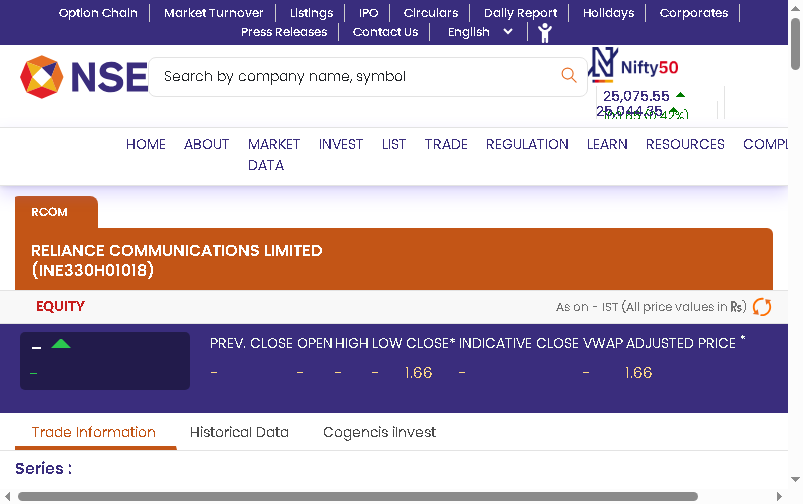 Option Chain Market Turnover Listings IPO Circulars Daily Report Holidays Corporates
Press Releases Contact Us English
NSE
Search by company name, symbol
Nifty50
25,075.55
25,044.35
HOME ABOUT MARKET DATA INVEST LIST TRADE REGULATION LEARN RESOURCES COMPL
RCOM
RELIANCE COMMUNICATIONS LIMITED
(INE330H01018)
EQUITY
As on - IST (All price values in ₨)
-
-
PREV. CLOSE OPEN HIGH LOW CLOSE* INDICATIVE CLOSE VWAP ADJUSTED PRICE *
- - - - 1.66 - - 1.66
Trade Information Historical Data Cogencis iInvest
Series :